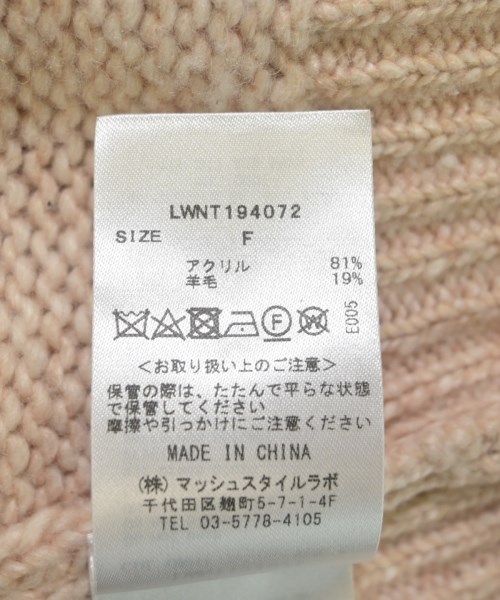 LWNT194072
SIZE F
アクリル 81%
羊毛 19%
F W E005
＜お取り扱い上のご注意＞
保管の際は、たたんで平らな状態
で保管してください
摩擦や引っかけにご注意ください
MADE IN CHINA
(株) マッシュスタイルラボ
千代田区麹町5-7-1-4F
TEL 03-5778-4105